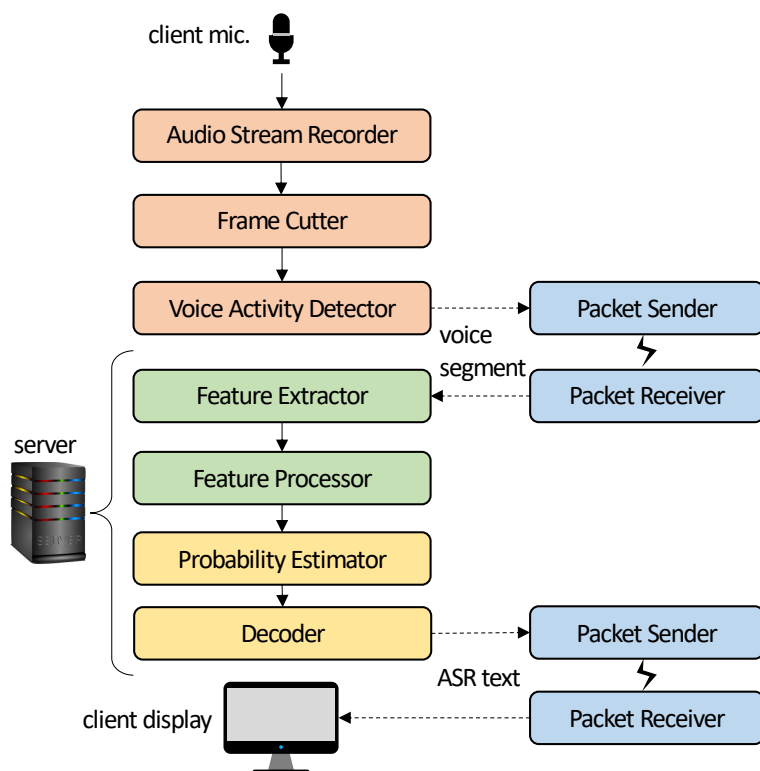 client mic.
Audio Stream Recorder
Frame Cutter
Voice Activity Detector
Packet Sender
voice
segment
Feature Extractor
Packet Receiver
server
Feature Processor
SERVER
Probability Estimator
Decoder
Packet Sender
ASR text
client display
Packet Receiver